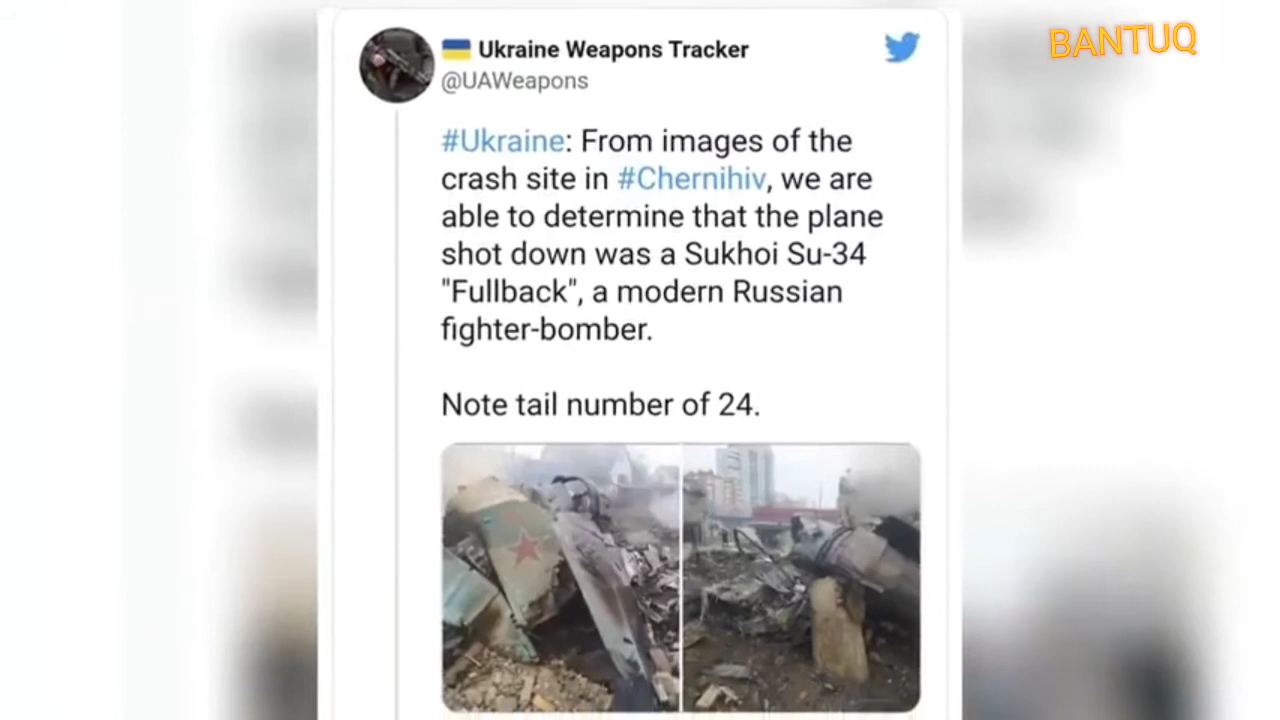 BANTUQ
Ukraine Weapons Tracker
@UAWeapons
#Ukraine: From images of the
crash site in #Chernihiv, we are
able to determine that the plane
shot down was a Sukhoi Su-34
"Fullback", a modern Russian
fighter-bomber.
Note tail number of 24.